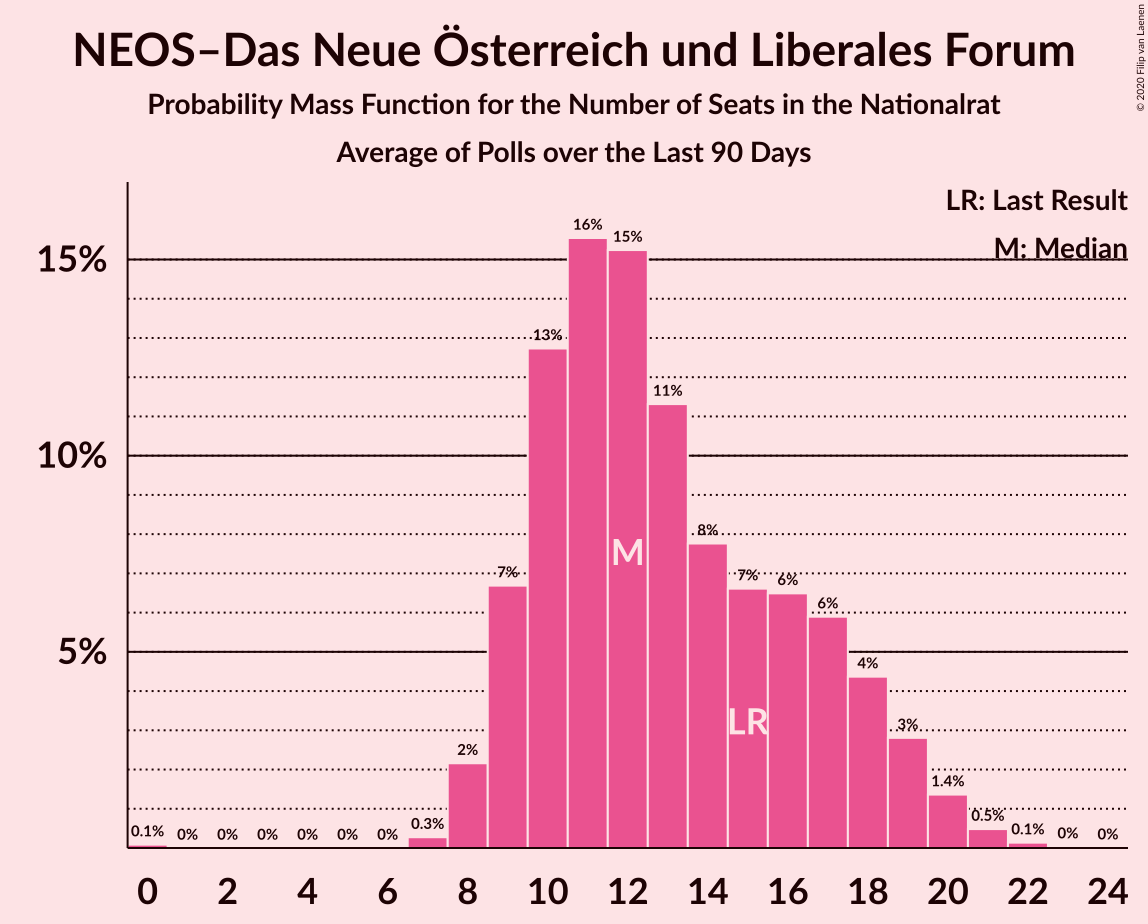 NEOS–Das Neue Österreich und Liberales Forum
Probability Mass Function for the Number of Seats in the Nationalrat
Average of Polls over the Last 90 Days
© 2020 Filip van Laenen
LR: Last Result
M: Median
15%
10%
5%
0.1% 0% 0% 0% 0% 0% 0% 0.3% 2% 7% 13% 16% 15% 11% 8% 7% 6% 6% 4% 3% 1.4% 0.5% 0.1% 0% 0%
M
LR
0 2 4 6 8 10 12 14 16 18 20 22 24